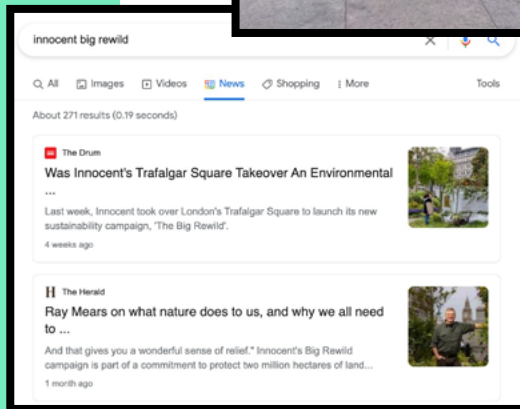 innocent big rewild
All Images Videos News Shopping More Tools
About 271 results (0.19 seconds)
The Drum
Was Innocent's Trafalgar Square Takeover An Environmental
...
Last week, Innocent took over London's Trafalgar Square to launch its new
sustainability campaign, 'The Big Rewild'.
4 weeks ago
H The Herald
Ray Mears on what nature does to us, and why we all need
to ...
And that gives you a wonderful sense of relief." Innocent's Big Rewild
campaign is part of a commitment to protect two million hectares of land...
1 month ago